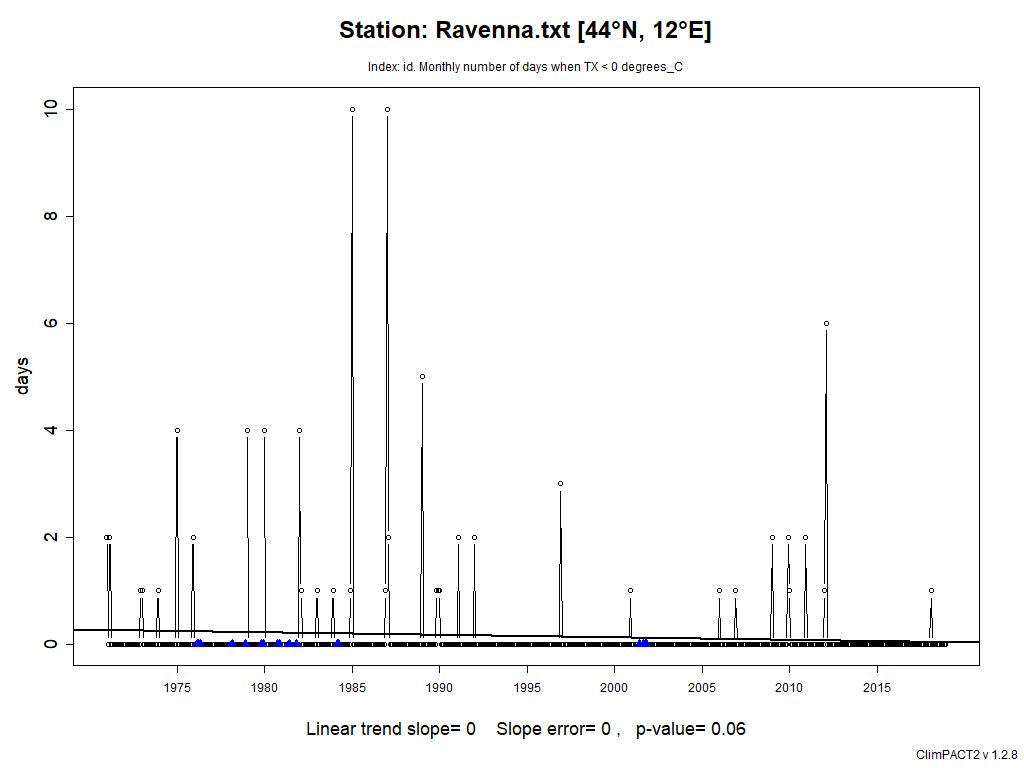 Station: Ravenna.txt [44°N, 12°E]
Index: id. Monthly number of days when TX < 0 degrees_C
10
8
6
4
2
0
days
1975 1980 1985 1990 1995 2000 2005 2010 2015
Linear trend slope= 0 Slope error= 0 , p-value= 0.06
ClimPACT2 v 1.2.8